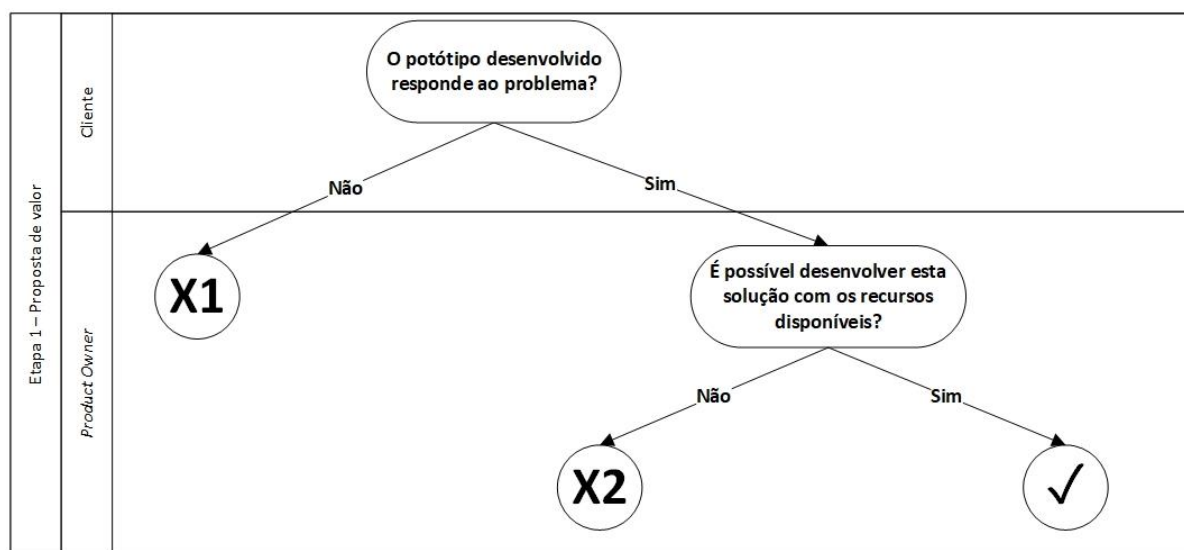 Etapa 1 – Proposta de valor
Cliente
O potótipo desenvolvido
responde ao problema?
Não
Sim
Product Owner
X1
É possível desenvolver esta
solução com os recursos
disponíveis?
Não
Sim
X2
✓